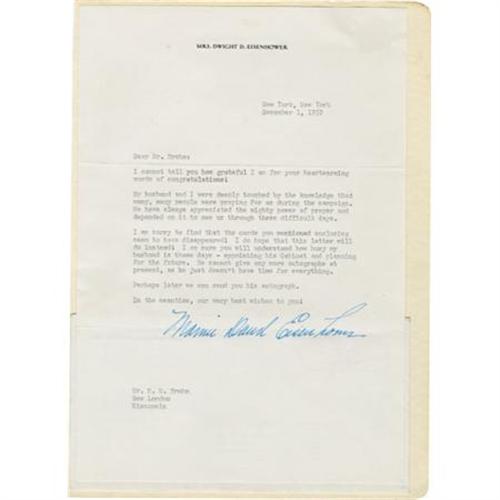 MRS. DWIGHT D. EISENHOWER
New York, New York
December 1, 1952
Dear Mr.
I cannot tell you how grateful I am for your heartwarming
words of congratulations!
My husband and I were deeply touched by the knowledge that
many, many people were praying for us during the campaign.
We have always appreciated the mighty power of prayer and
depended on it to see us through these difficult days.
I am sorry to find that the cards you mentioned enclosing
seem to have disappeared! I do hope that this letter will
do instead! I am sure you will understand how busy my
husband is these days - appointing his Cabinet and planning
for the future. He cannot give any more autographs at
present, as he just doesn't have time for everything.
Perhaps later we can send you his autograph.
In the meantime, our very best wishes to you!
Mamie Doud Eisenhower
Mr.
New London
Wisconsin